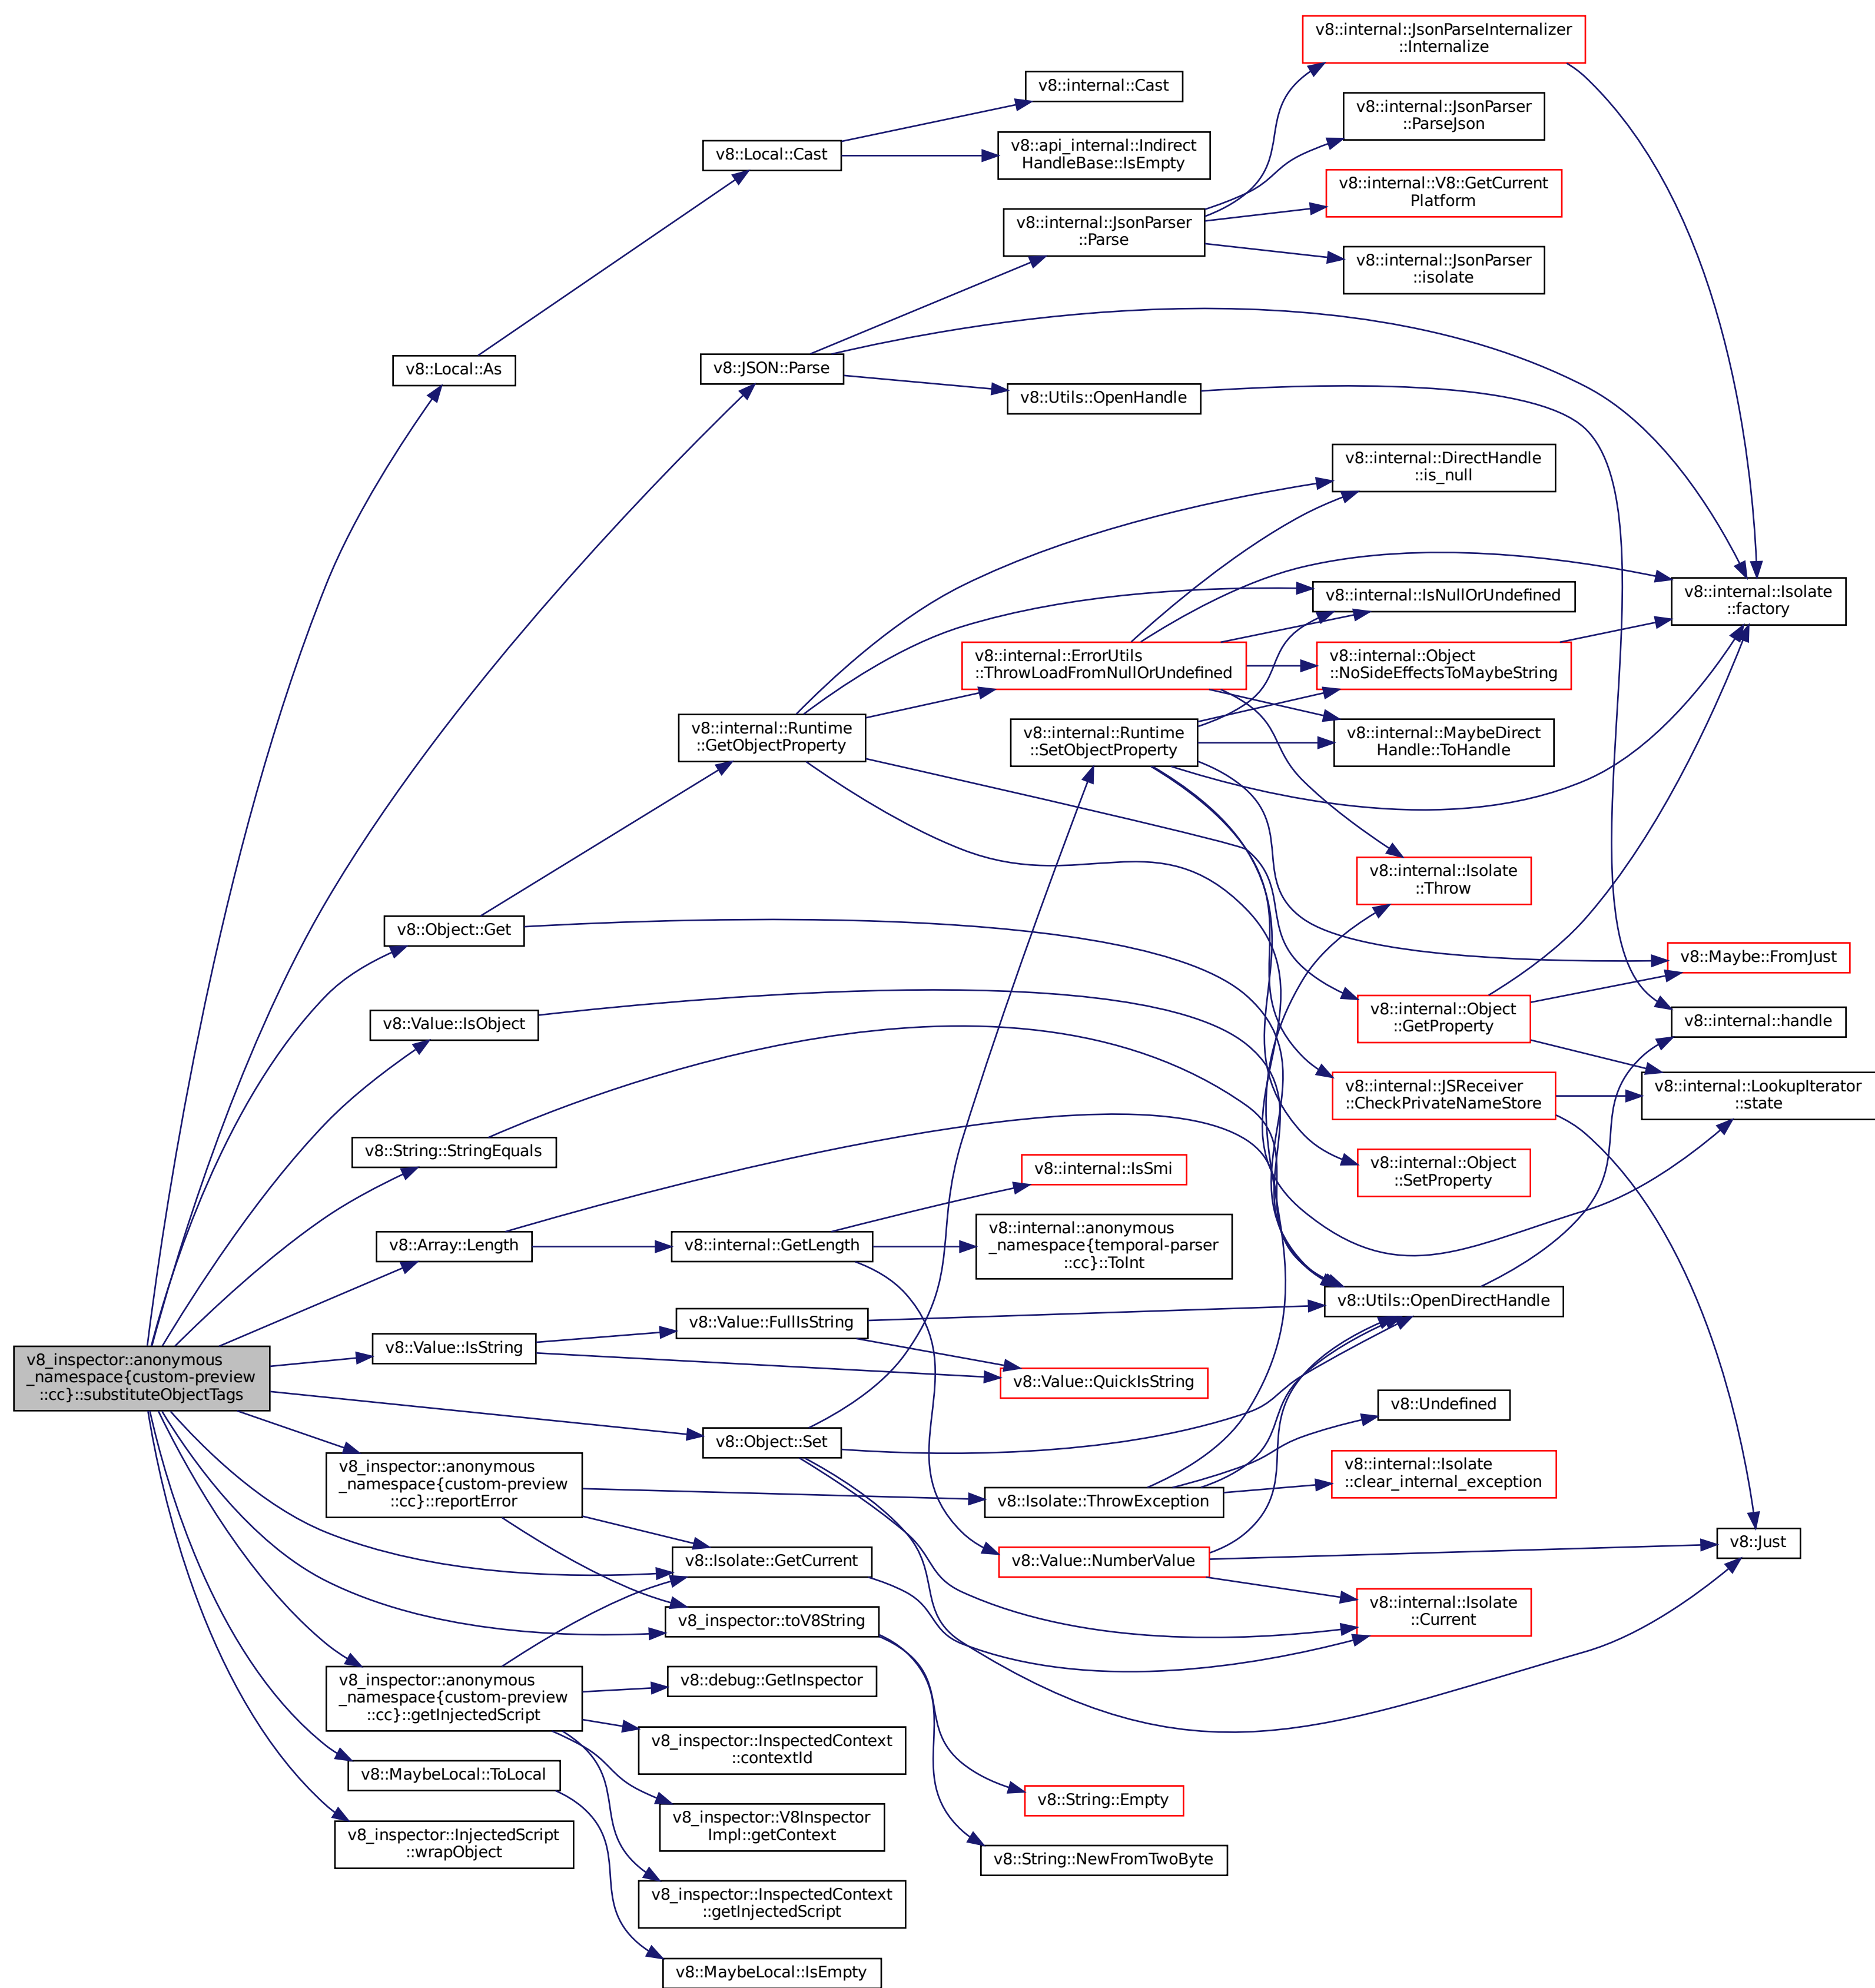 v8::internal::JsonParseInternalizer
::Internalize
v8::internal::Cast
v8::internal::JsonParser
::ParseJson
v8::Local::Cast
v8::api_internal::Indirect
HandleBase::IsEmpty
v8::internal::V8::GetCurrent
Platform
v8::internal::JsonParser
::Parse
v8::internal::JsonParser
::isolate
v8::Local::As
v8::JSON::Parse
v8::Utils::OpenHandle
v8::internal::DirectHandle
::is_null
v8::internal::IsNullOrUndefined
v8::internal::Isolate
::factory
v8::internal::ErrorUtils
::ThrowLoadFromNullOrUndefined
v8::internal::Object
::NoSideEffectsToMaybeString
v8::internal::Runtime
::GetObjectProperty
v8::internal::Runtime
::SetObjectProperty
v8::internal::MaybeDirect
Handle::ToHandle
v8::internal::Isolate
::Throw
v8::Object::Get
v8::Maybe::FromJust
v8::Value::IsObject
v8::internal::Object
::GetProperty
v8::internal::handle
v8::internal::JSReceiver
::CheckPrivateNameStore
v8::internal::LookupIterator
::state
v8::String::StringEquals
v8::internal::IsSmi
v8::internal::Object
::SetProperty
v8::Array::Length
v8::internal::GetLength
v8::internal::anonymous
_namespace{temporal-parser
::cc}::ToInt
v8::Utils::OpenDirectHandle
v8::Value::FullIsString
v8::Value::IsString
v8_inspector::anonymous
_namespace{custom-preview
::cc}::substituteObjectTags
v8::Value::QuickIsString
v8::Undefined
v8::Object::Set
v8_inspector::anonymous
_namespace{custom-preview
::cc}::reportError
v8::Isolate::ThrowException
v8::internal::Isolate
::clear_internal_exception
v8::Just
v8::Isolate::GetCurrent
v8::Value::NumberValue
v8::internal::Isolate
::Current
v8_inspector::toV8String
v8_inspector::anonymous
_namespace{custom-preview
::cc}::getInjectedScript
v8::debug::GetInspector
v8_inspector::InspectedContext
::contextId
v8::MaybeLocal::ToLocal
v8::String::Empty
v8_inspector::V8Inspector
Impl::getContext
v8_inspector::InjectedScript
::wrapObject
v8::String::NewFromTwoByte
v8_inspector::InspectedContext
::getInjectedScript
v8::MaybeLocal::IsEmpty